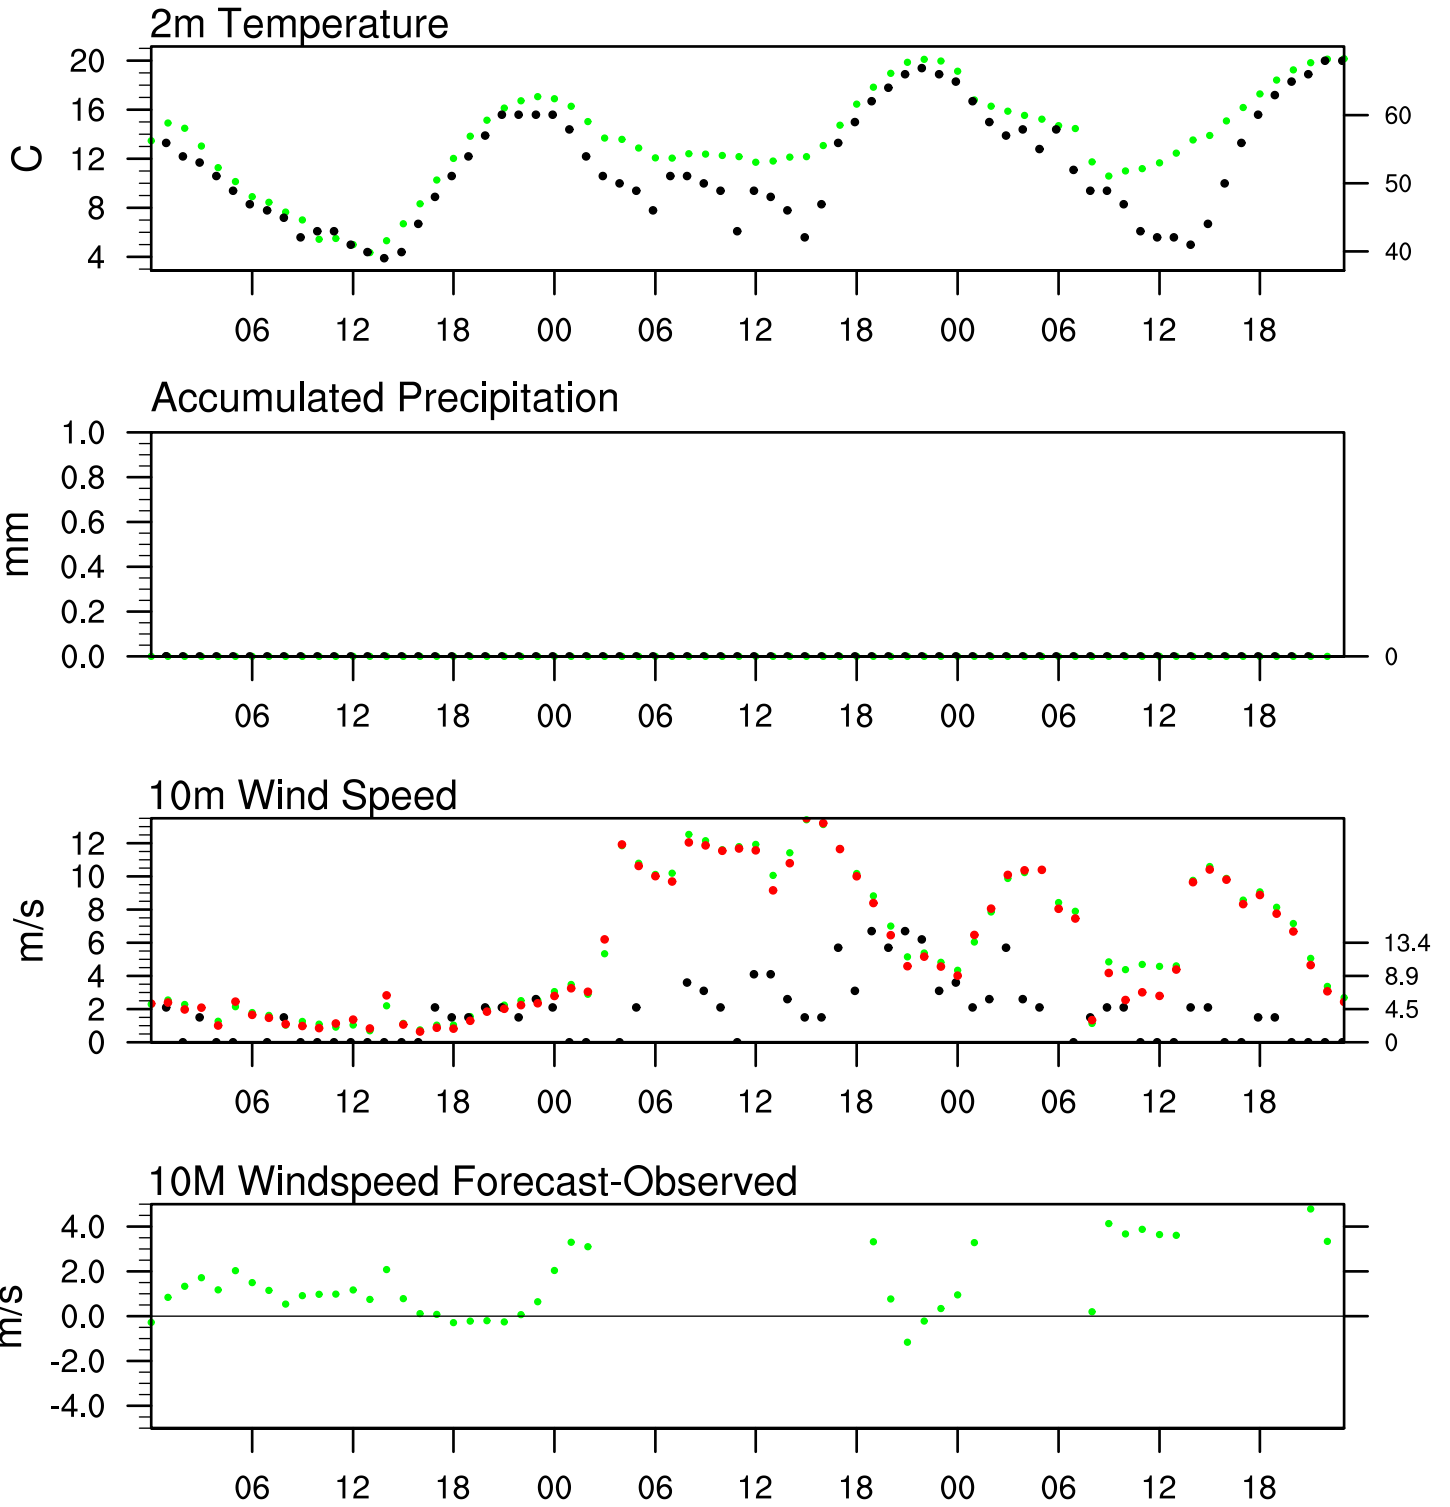 2m Temperature
20
16
12
8
4
C
60
50
40
06 12 18 00 06 12 18 00 06 12 18
Accumulated Precipitation
1.0
0.8
0.6
0.4
0.2
0.0
mm
0
06 12 18 00 06 12 18 00 06 12 18
10m Wind Speed
12
10
8
6
4
2
0
m/s
13.4
8.9
4.5
0
06 12 18 00 06 12 18 00 06 12 18
10M Windspeed Forecast-Observed
4.0
2.0
0.0
-2.0
-4.0
m/s
06 12 18 00 06 12 18 00 06 12 18